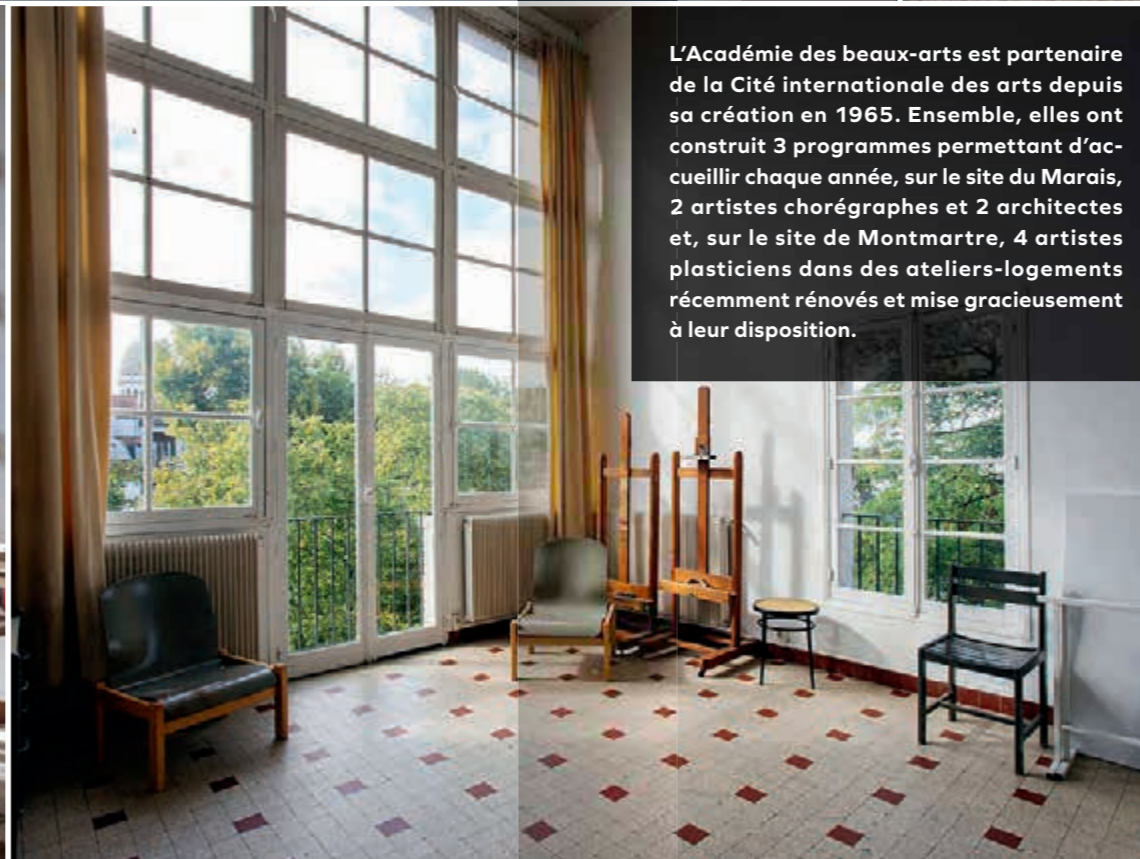 L’Académie des beaux-arts est partenaire
de la Cité internationale des arts depuis
sa création en 1965. Ensemble, elles ont
construit 3 programmes permettant d’ac-
cueillir chaque année, sur le site du Marais,
2 artistes chorégraphes et 2 architectes
et, sur le site de Montmartre, 4 artistes
plasticiens dans des ateliers-logements
récemment rénovés et mise gracieusement
à leur disposition.